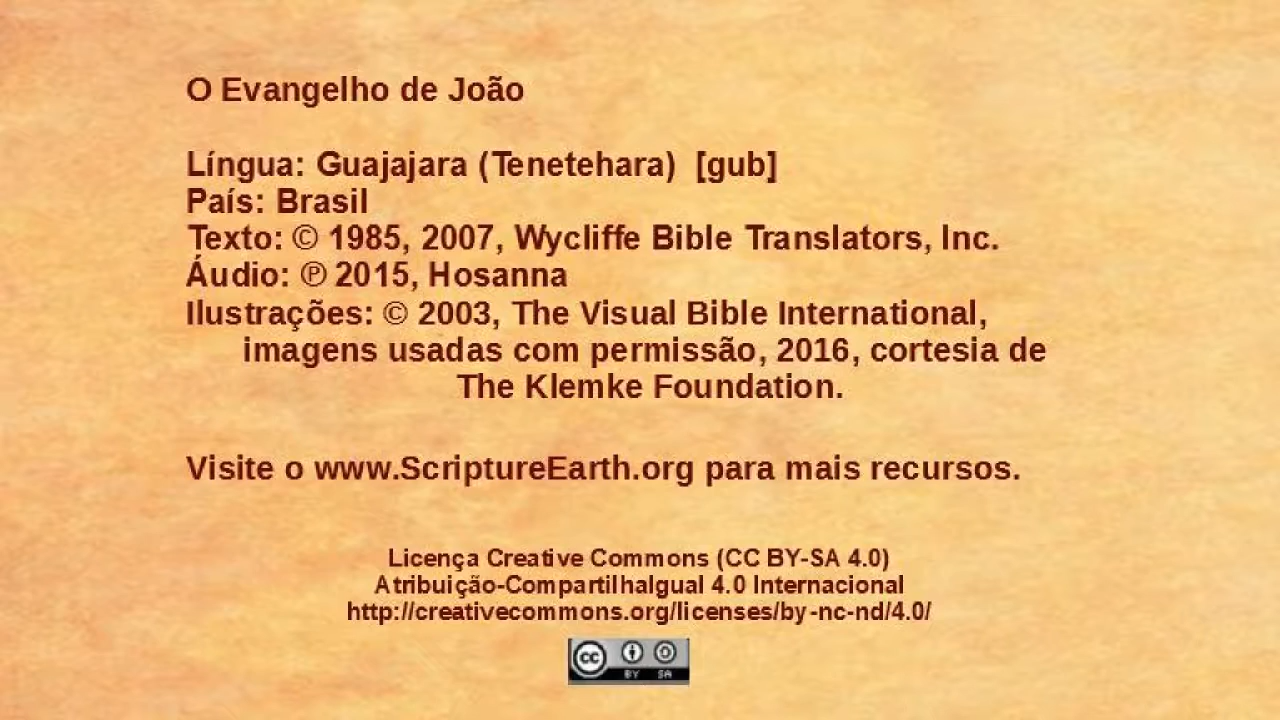 O Evangelho de João
Língua: Guajajara (Tenetehara) [gub]
País: Brasil
Texto: © 1985, 2007, Wycliffe Bible Translators, Inc.
Áudio: ℗ 2015, Hosanna
Ilustrações: © 2003, The Visual Bible International,
imagens usadas com permissão, 2016, cortesia de
The Klemke Foundation.
Visite o www.ScriptureEarth.org para mais recursos.
Licença Creative Commons (CC BY-SA 4.0)
Atribuição-CompartilhaIgual 4.0 Internacional
http://creativecommons.org/licenses/by-nc-nd/4.0/
cc BY SA